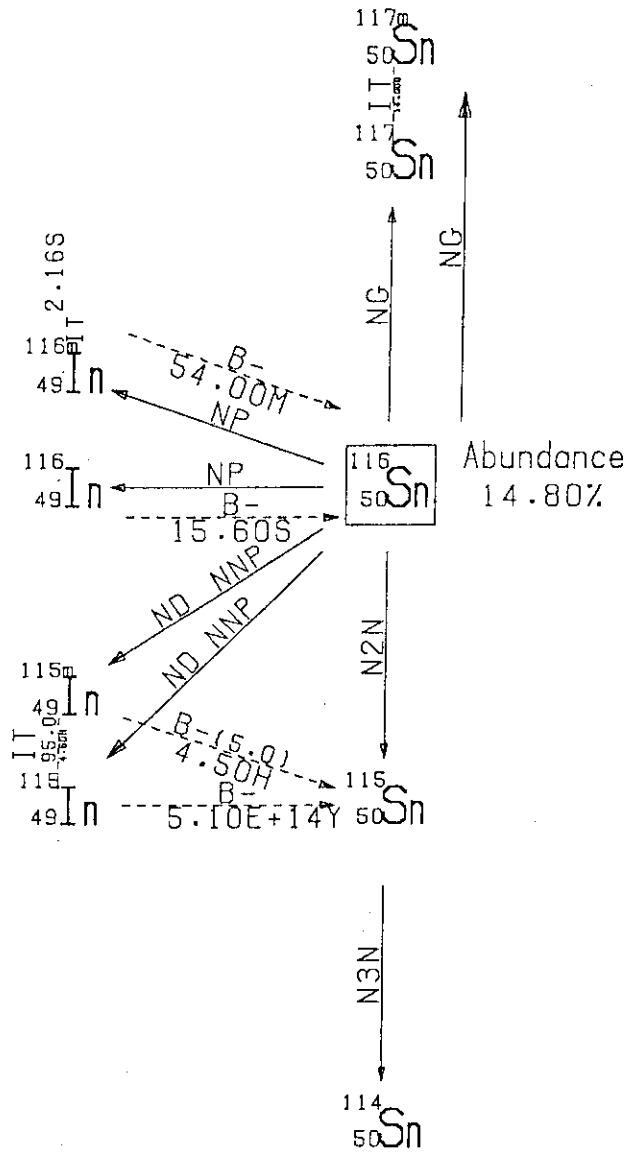 117m
50Sn
IT
117
50Sn
NG
NG
IT 2.16S
116m
49In
B-
54.00M
NP
116
49In
NP
B-
15.60S
116
50Sn
Abundance
14.80%
ND NNP
ND NNP
N2N
115m
49In
IT
95.0
B-(5.0)
4.50H
115
49In
B-
5.10E+14Y
115
50Sn
N3N
114
50Sn